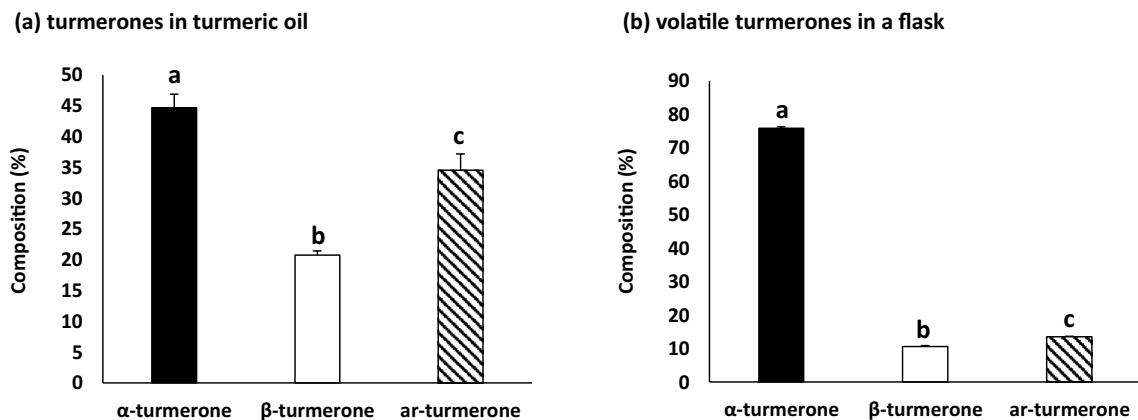 (a) turmerones in turmeric oil
Composition (%)
50
45
40
35
30
25
20
15
10
5
0
a
b
c
α-turmerone
β-turmerone
ar-turmerone
(b) volatile turmerones in a flask
Composition (%)
90
80
70
60
50
40
30
20
10
0
a
b
c
α-turmerone
β-turmerone
ar-turmerone